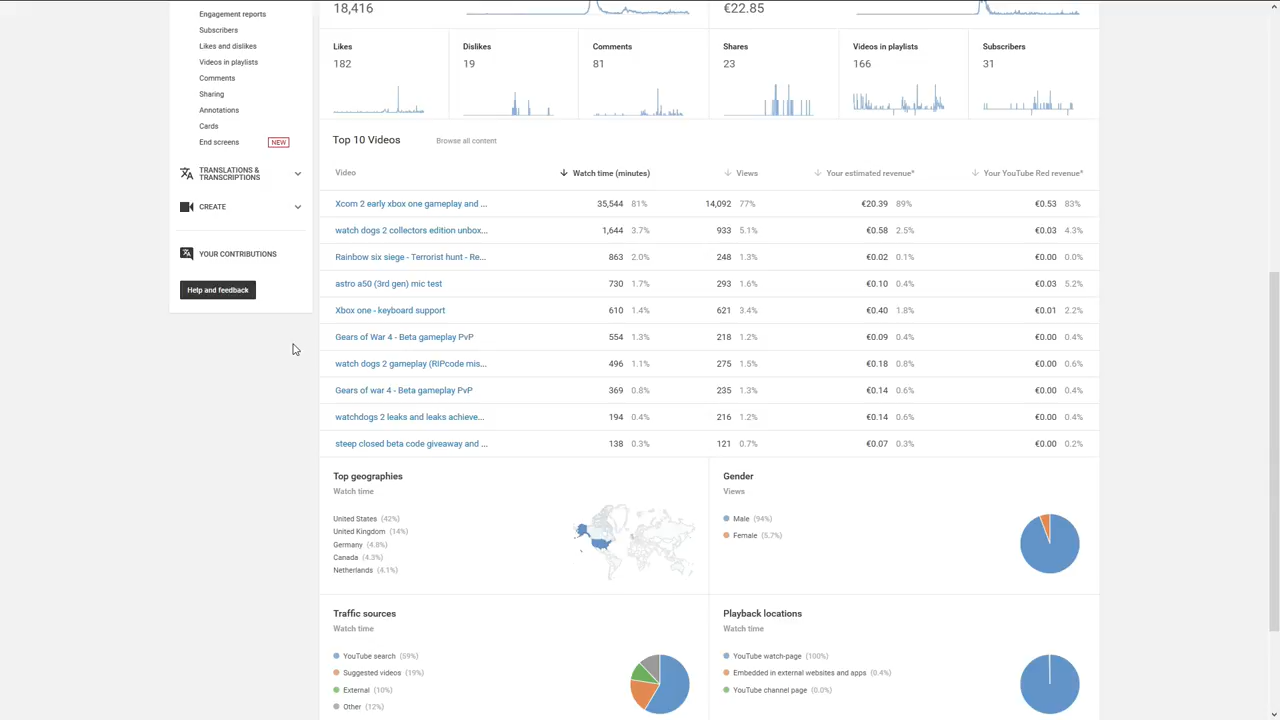 Engagement reports
Subscribers
Likes and dislikes
Videos in playlists
Comments
Sharing
Annotations
Cards
End screens NEW
TRANSLATIONS &
TRANSCRIPTIONS
CREATE
YOUR CONTRIBUTIONS
Help and feedback
18,416 €22.85
Likes Dislikes Comments Shares Videos in playlists Subscribers
182 19 81 23 166 31
Top 10 Videos Browse all content
Video Watch time (minutes) Views Your estimated revenue* Your YouTube Red revenue*
Xcom 2 early xbox one gameplay and ... 35,544 81% 14,092 77% €20.39 89% €0.53 83%
watch dogs 2 collectors edition unbox... 1,644 3.7% 933 5.1% €0.58 2.5% €0.03 4.3%
Rainbow six siege - Terrorist hunt - Re... 863 2.0% 248 1.3% €0.02 0.1% €0.00 0.0%
astro a50 (3rd gen) mic test 730 1.7% 293 1.6% €0.10 0.4% €0.03 5.2%
Xbox one - keyboard support 610 1.4% 621 3.4% €0.40 1.8% €0.01 2.2%
Gears of War 4 - Beta gameplay PvP 554 1.3% 218 1.2% €0.09 0.4% €0.00 0.4%
watch dogs 2 gameplay (RIPcode mis... 496 1.1% 275 1.5% €0.18 0.8% €0.00 0.6%
Gears of war 4 - Beta gameplay PvP 369 0.8% 235 1.3% €0.14 0.6% €0.00 0.4%
watchdogs 2 leaks and leaks achieve... 194 0.4% 216 1.2% €0.14 0.6% €0.00 0.4%
steep closed beta code giveaway and ... 138 0.3% 121 0.7% €0.07 0.3% €0.00 0.2%
Top geographies
Watch time
United States (42%)
United Kingdom (14%)
Germany (4.8%)
Canada (4.3%)
Netherlands (4.1%)
Gender
Views
Male (94%)
Female (5.7%)
Traffic sources
Watch time
YouTube search (59%)
Suggested videos (19%)
External (10%)
Other (12%)
Playback locations
Watch time
YouTube watch-page (100%)
Embedded in external websites and apps (0.4%)
YouTube channel page (0.0%)